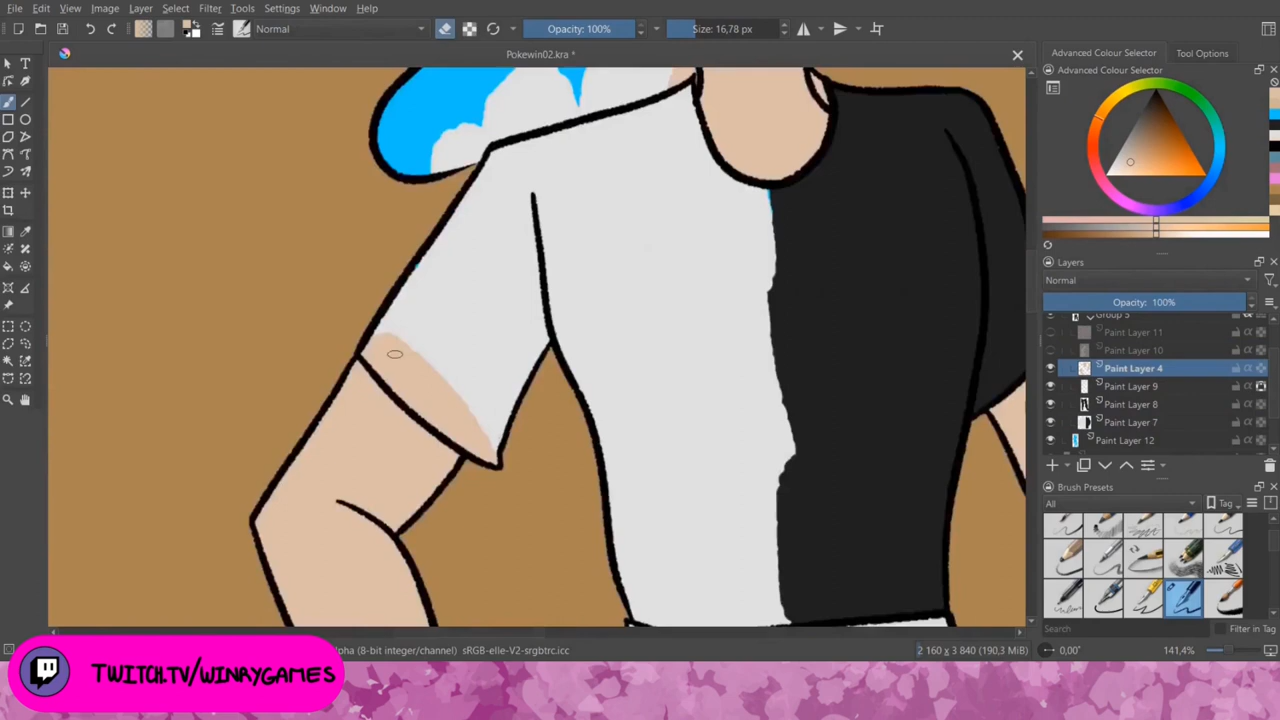 File Edit View Image Layer Select Filter Tools Settings Window Help
Normal Opacity: 100% Size: 16,78 px
Pokewin02.kra *
Advanced Colour Selector Tool Options
Advanced Colour Selector
Layers
Normal
Opacity: 100%
Group 5
Paint Layer 11
Paint Layer 10
Paint Layer 4
Paint Layer 9
Paint Layer 8
Paint Layer 7
Paint Layer 12
Brush Presets
All Tag
Search Filter in Tag
lpha (8-bit integer/channel) sRGB-elle-V2-srgbtrc.icc 2 160 x 3 840 (190,3 MiB) 0,00° 141,4%
TWITCH.TV/WINRYGAMES